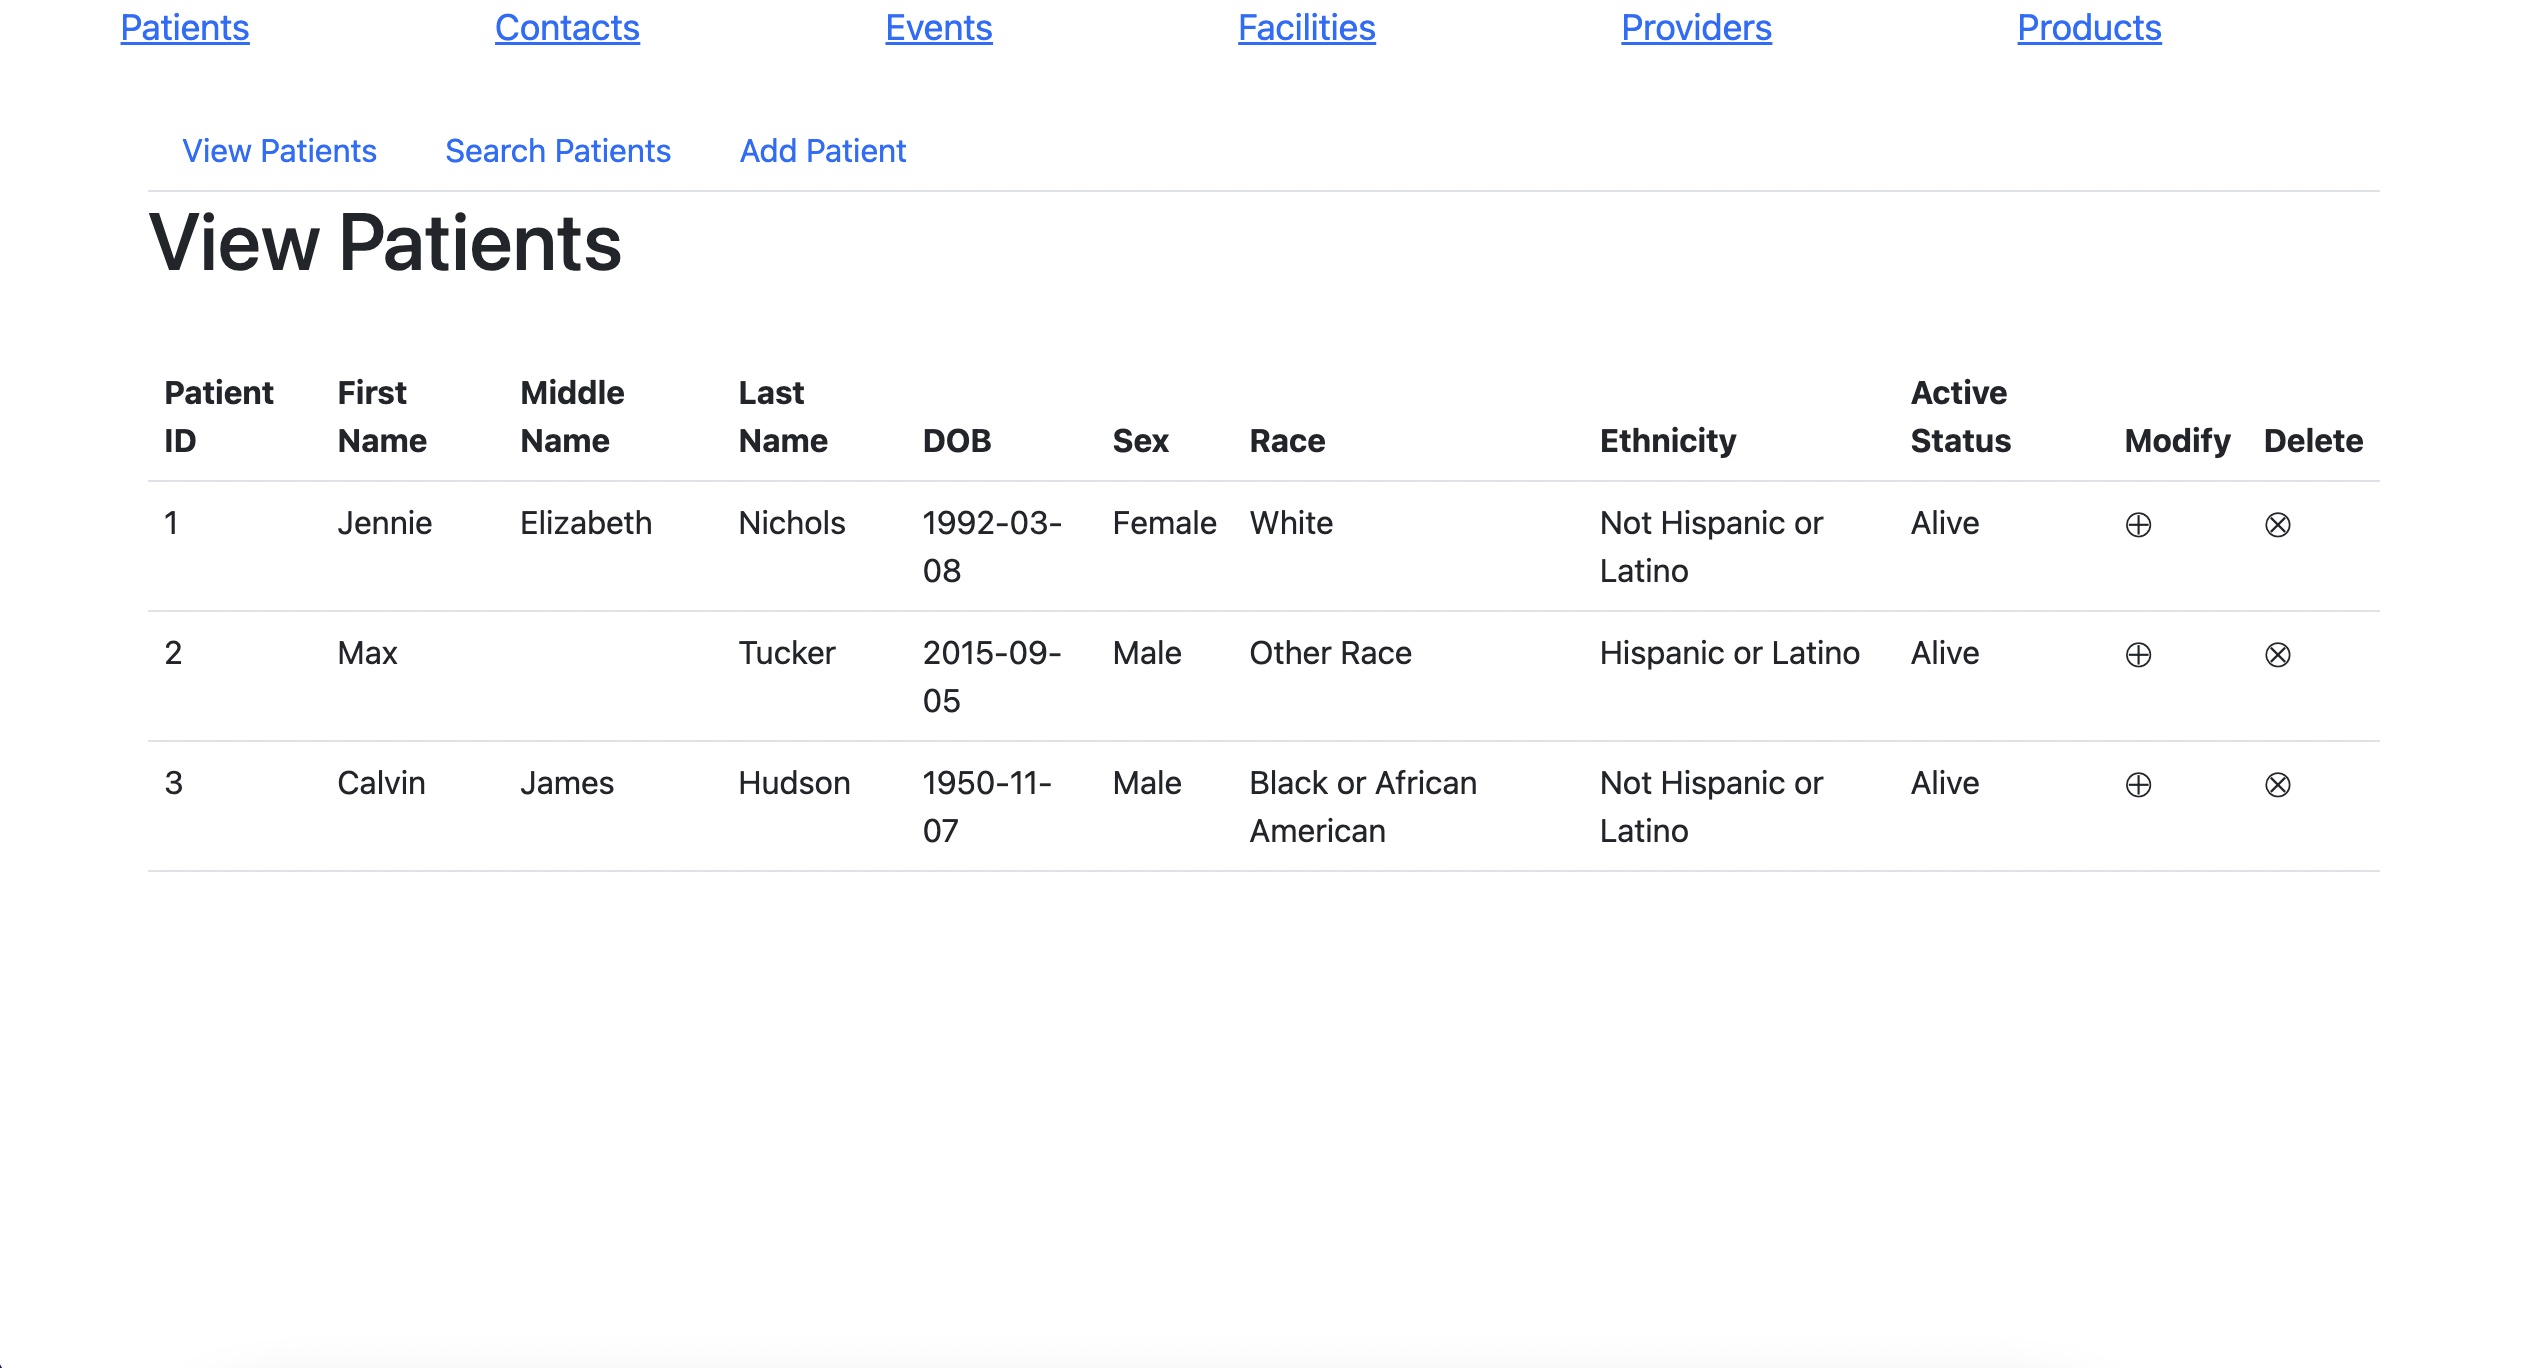 Patients Contacts Events Facilities Providers Products
View Patients Search Patients Add Patient
View Patients
Patient First Middle Last Active
ID Name Name Name DOB Sex Race Ethnicity Status Modify Delete
1 Jennie Elizabeth Nichols 1992-03- Female White Not Hispanic or Alive ⊕ ⊗
08 Latino
2 Max Tucker 2015-09- Male Other Race Hispanic or Latino Alive ⊕ ⊗
05
3 Calvin James Hudson 1950-11- Male Black or African Not Hispanic or Alive ⊕ ⊗
07 American Latino